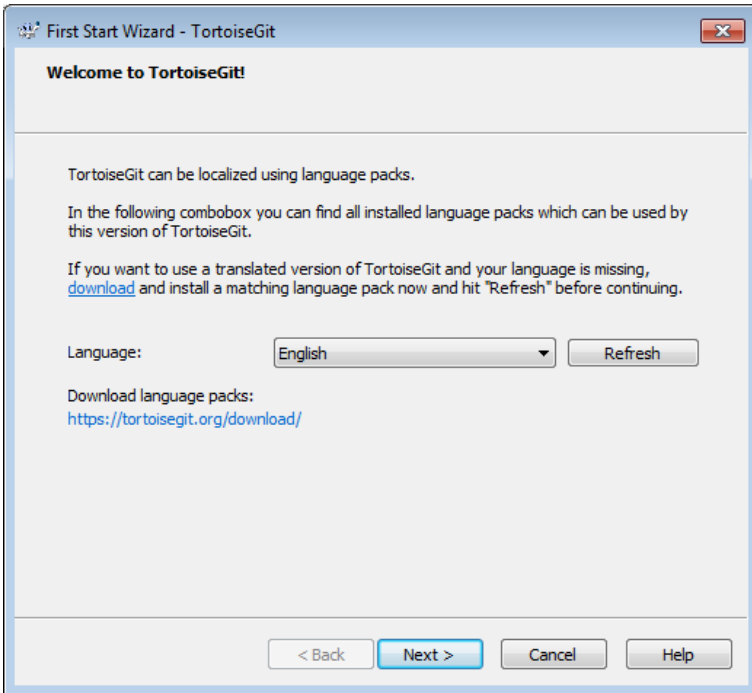 First Start Wizard - TortoiseGit
Welcome to TortoiseGit!
TortoiseGit can be localized using language packs.
In the following combobox you can find all installed language packs which can be used by
this version of TortoiseGit.
If you want to use a translated version of TortoiseGit and your language is missing,
download and install a matching language pack now and hit "Refresh" before continuing.
Language: English Refresh
Download language packs:
https://tortoisegit.org/download/
< Back Next > Cancel Help